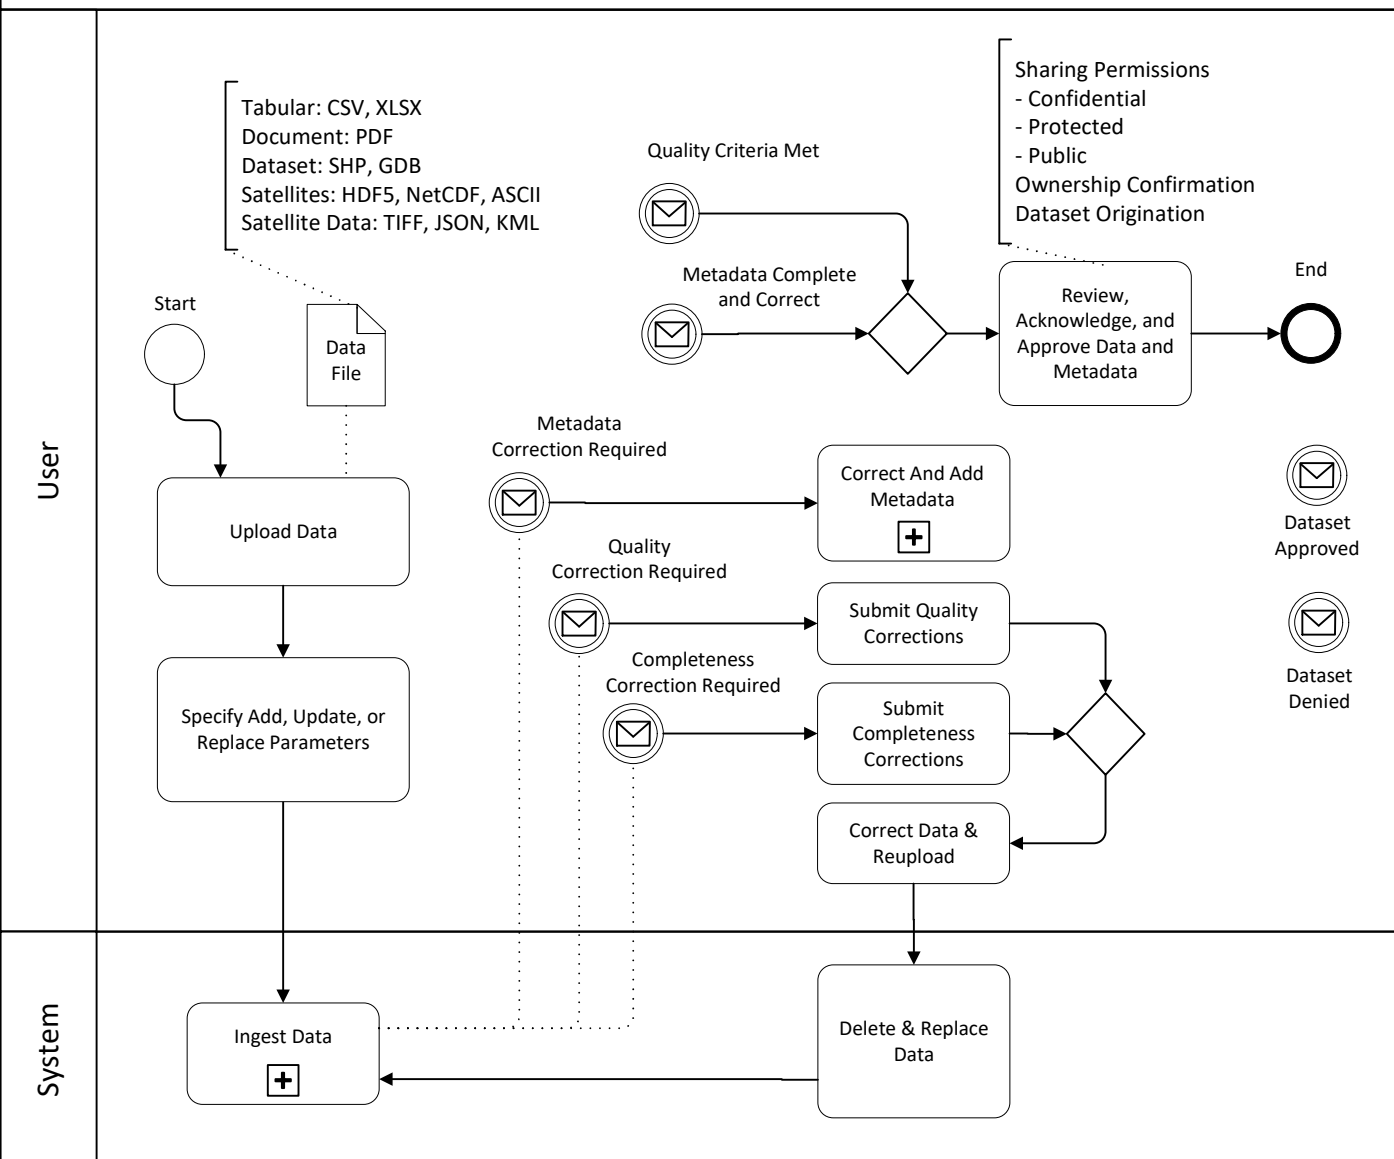 User
System
Tabular: CSV, XLSX
Document: PDF
Dataset: SHP, GDB
Satellites: HDF5, NetCDF, ASCII
Satellite Data: TIFF, JSON, KML
Start
Data
File
Upload Data
Specify Add, Update, or
Replace Parameters
Quality Criteria Met
Metadata Complete
and Correct
Sharing Permissions
- Confidential
- Protected
- Public
Ownership Confirmation
Dataset Origination
Review,
Acknowledge, and
Approve Data and
Metadata
End
Metadata
Correction Required
Correct And Add
Metadata
Quality
Correction Required
Submit Quality
Corrections
Completeness
Correction Required
Submit
Completeness
Corrections
Correct Data &
Reupload
Dataset
Approved
Dataset
Denied
Ingest Data
Delete & Replace
Data